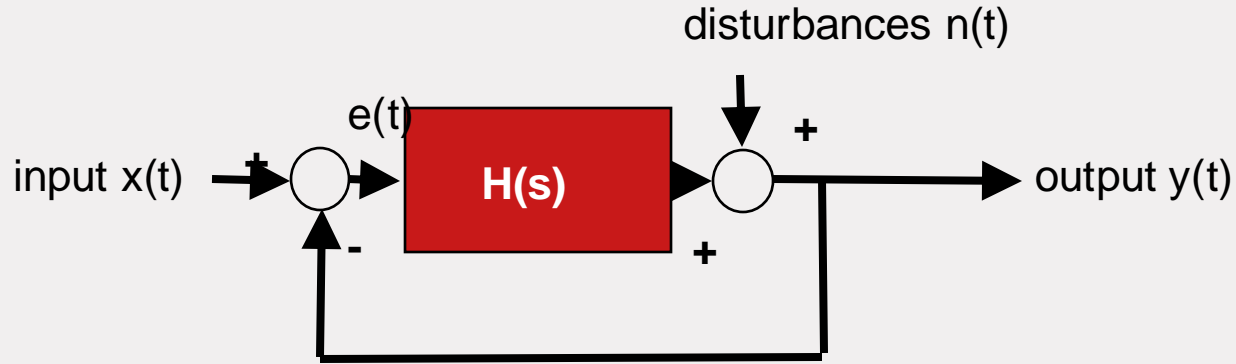 disturbances n(t)
e(t)
+
input x(t)
+
H(s)
output y(t)
-
+